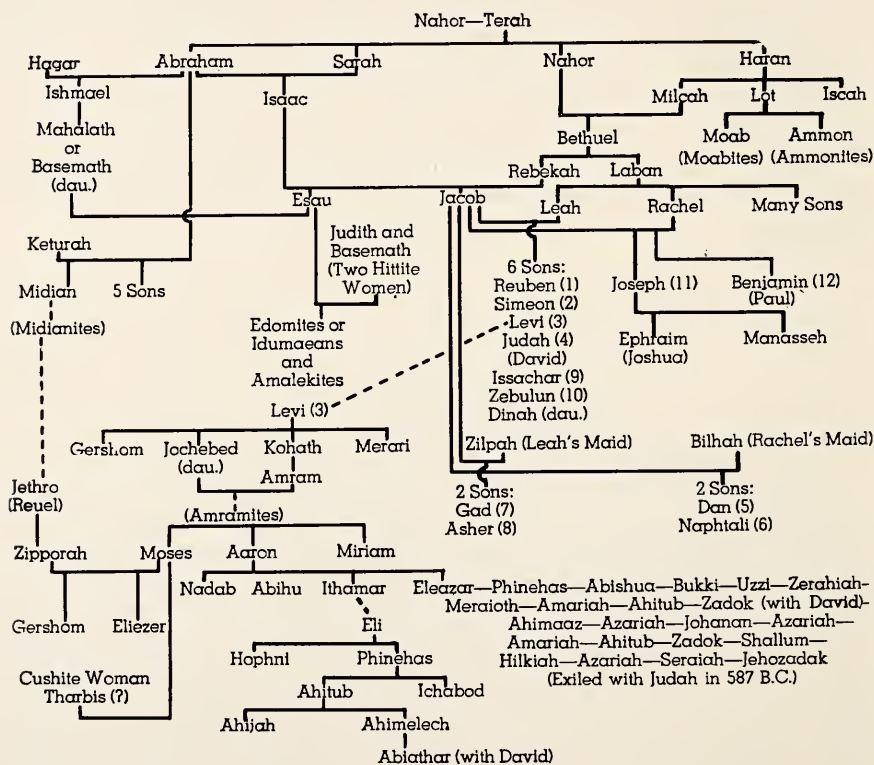 Nahor—Terah
Hagar Abraham Sarah Nahor Haran
Ishmael
Isaac
Milcah Lot Iscah
Mahalath
or
Basemath
(dau.)
Bethuel
Moab
(Moabites)
Ammon
(Ammonites)
Rebekah Laban
Esau Jacob Leah Rachel Many Sons
Keturah
Midian 5 Sons
(Midianites)
Judith and
Basemath
(Two Hittite
Women)
Edomites or
Idumaeans
and
Amalekites
6 Sons:
Reuben (1)
Simeon (2)
Levi (3)
Judah (4)
(David)
Issachar (9)
Zebulun (10)
Dinah (dau.)
Joseph (11)
Benjamin (12)
(Paul)
Ephraim
(Joshua)
Manasseh
Levi (3)
Gershom Jochebed Kohath Merari
(dau.)
Amram
Zilpah (Leah's Maid) Bilhah (Rachel's Maid)
2 Sons:
Gad (7)
Asher (8)
2 Sons:
Dan (5)
Naphtali (6)
Jethro
(Reuel)
(Amramites)
Zipporah Moses Aaron Miriam
Gershom Eliezer
Nadab Abihu Ithamar Eleazar—Phinehas—Abishua—Bukki—Uzzi—Zerahiah-
Meraioth—Amariah—Ahitub—Zadok (with David)-
Ahimaaz—Azariah—Johanan—Azariah—
Amariah—Ahitub—Zadok—Shallum—
Hilkiah—Azariah—Seraiah—Jehozadak
(Exiled with Judah in 587 B.C.)
Eli
Hophni Phinehas
Cushite Woman
Tharbis (?)
Ahitub Ichabod
Ahijah Ahimelech
Abiathar (with David)